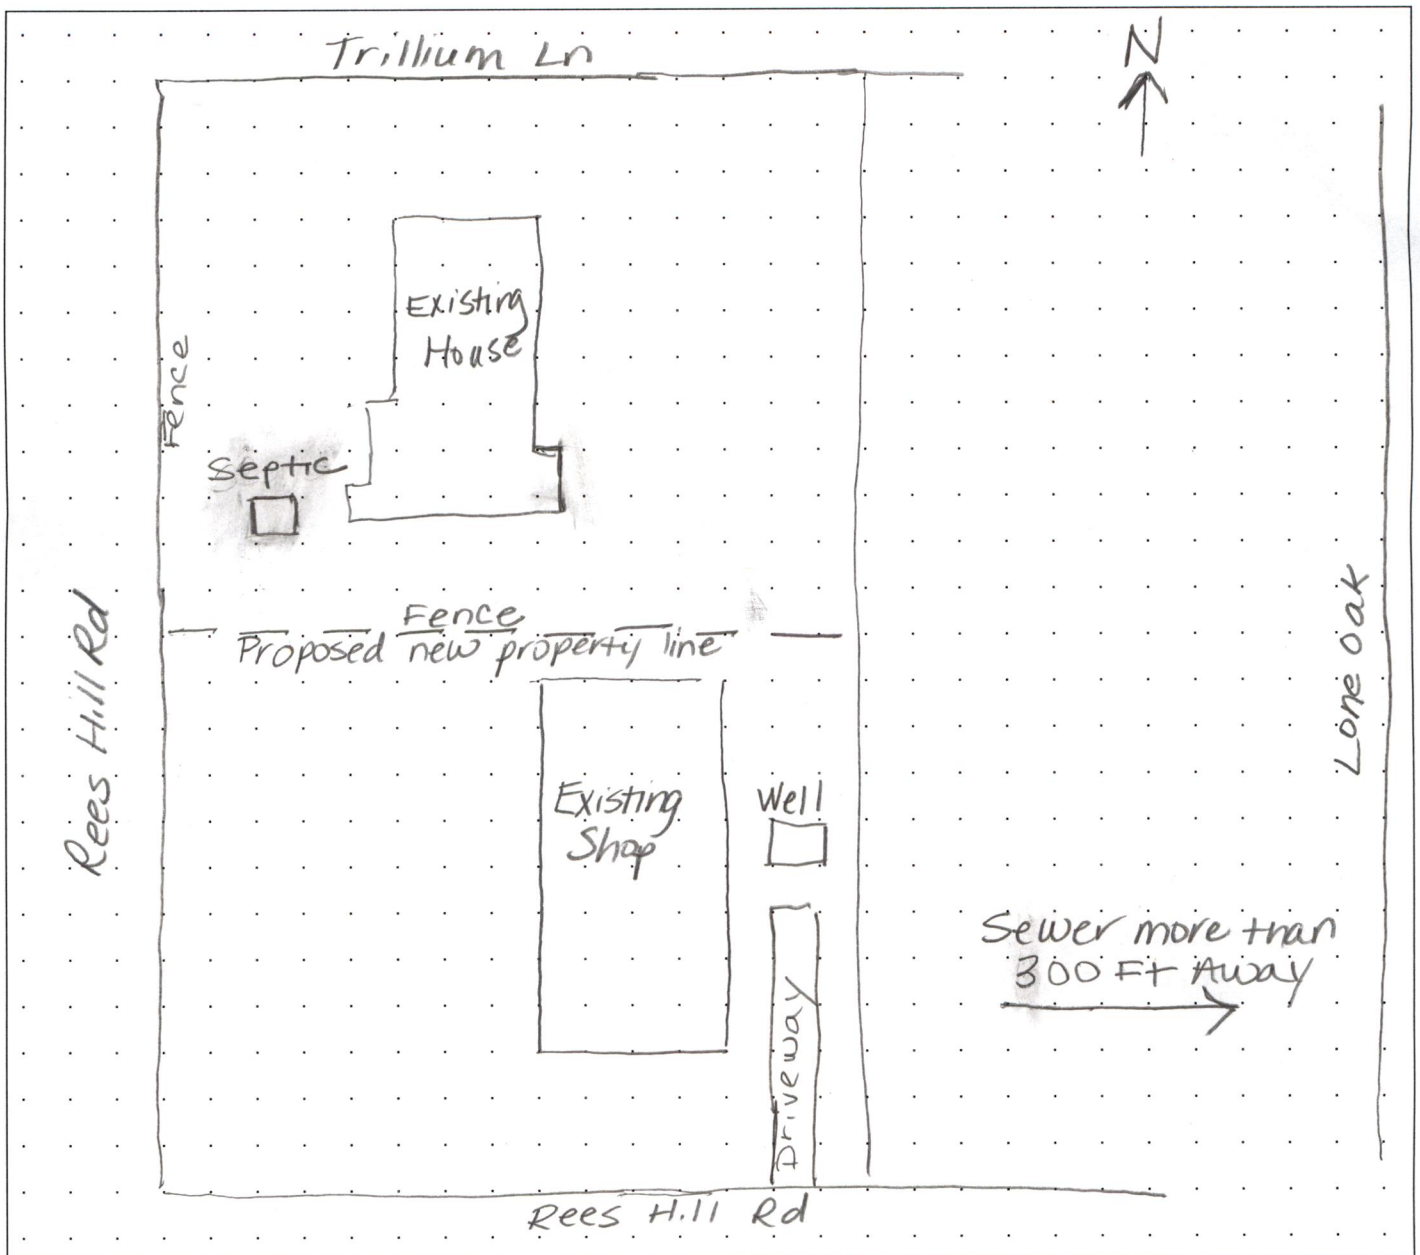 Trillium Ln
N
Existing
House
Fence
Septic
Fence
Proposed new property line
Rees Hill Rd
Lone Oak
Existing
Shop
Well
Sewer more than
300 Ft Away
Driveway
Rees Hill Rd